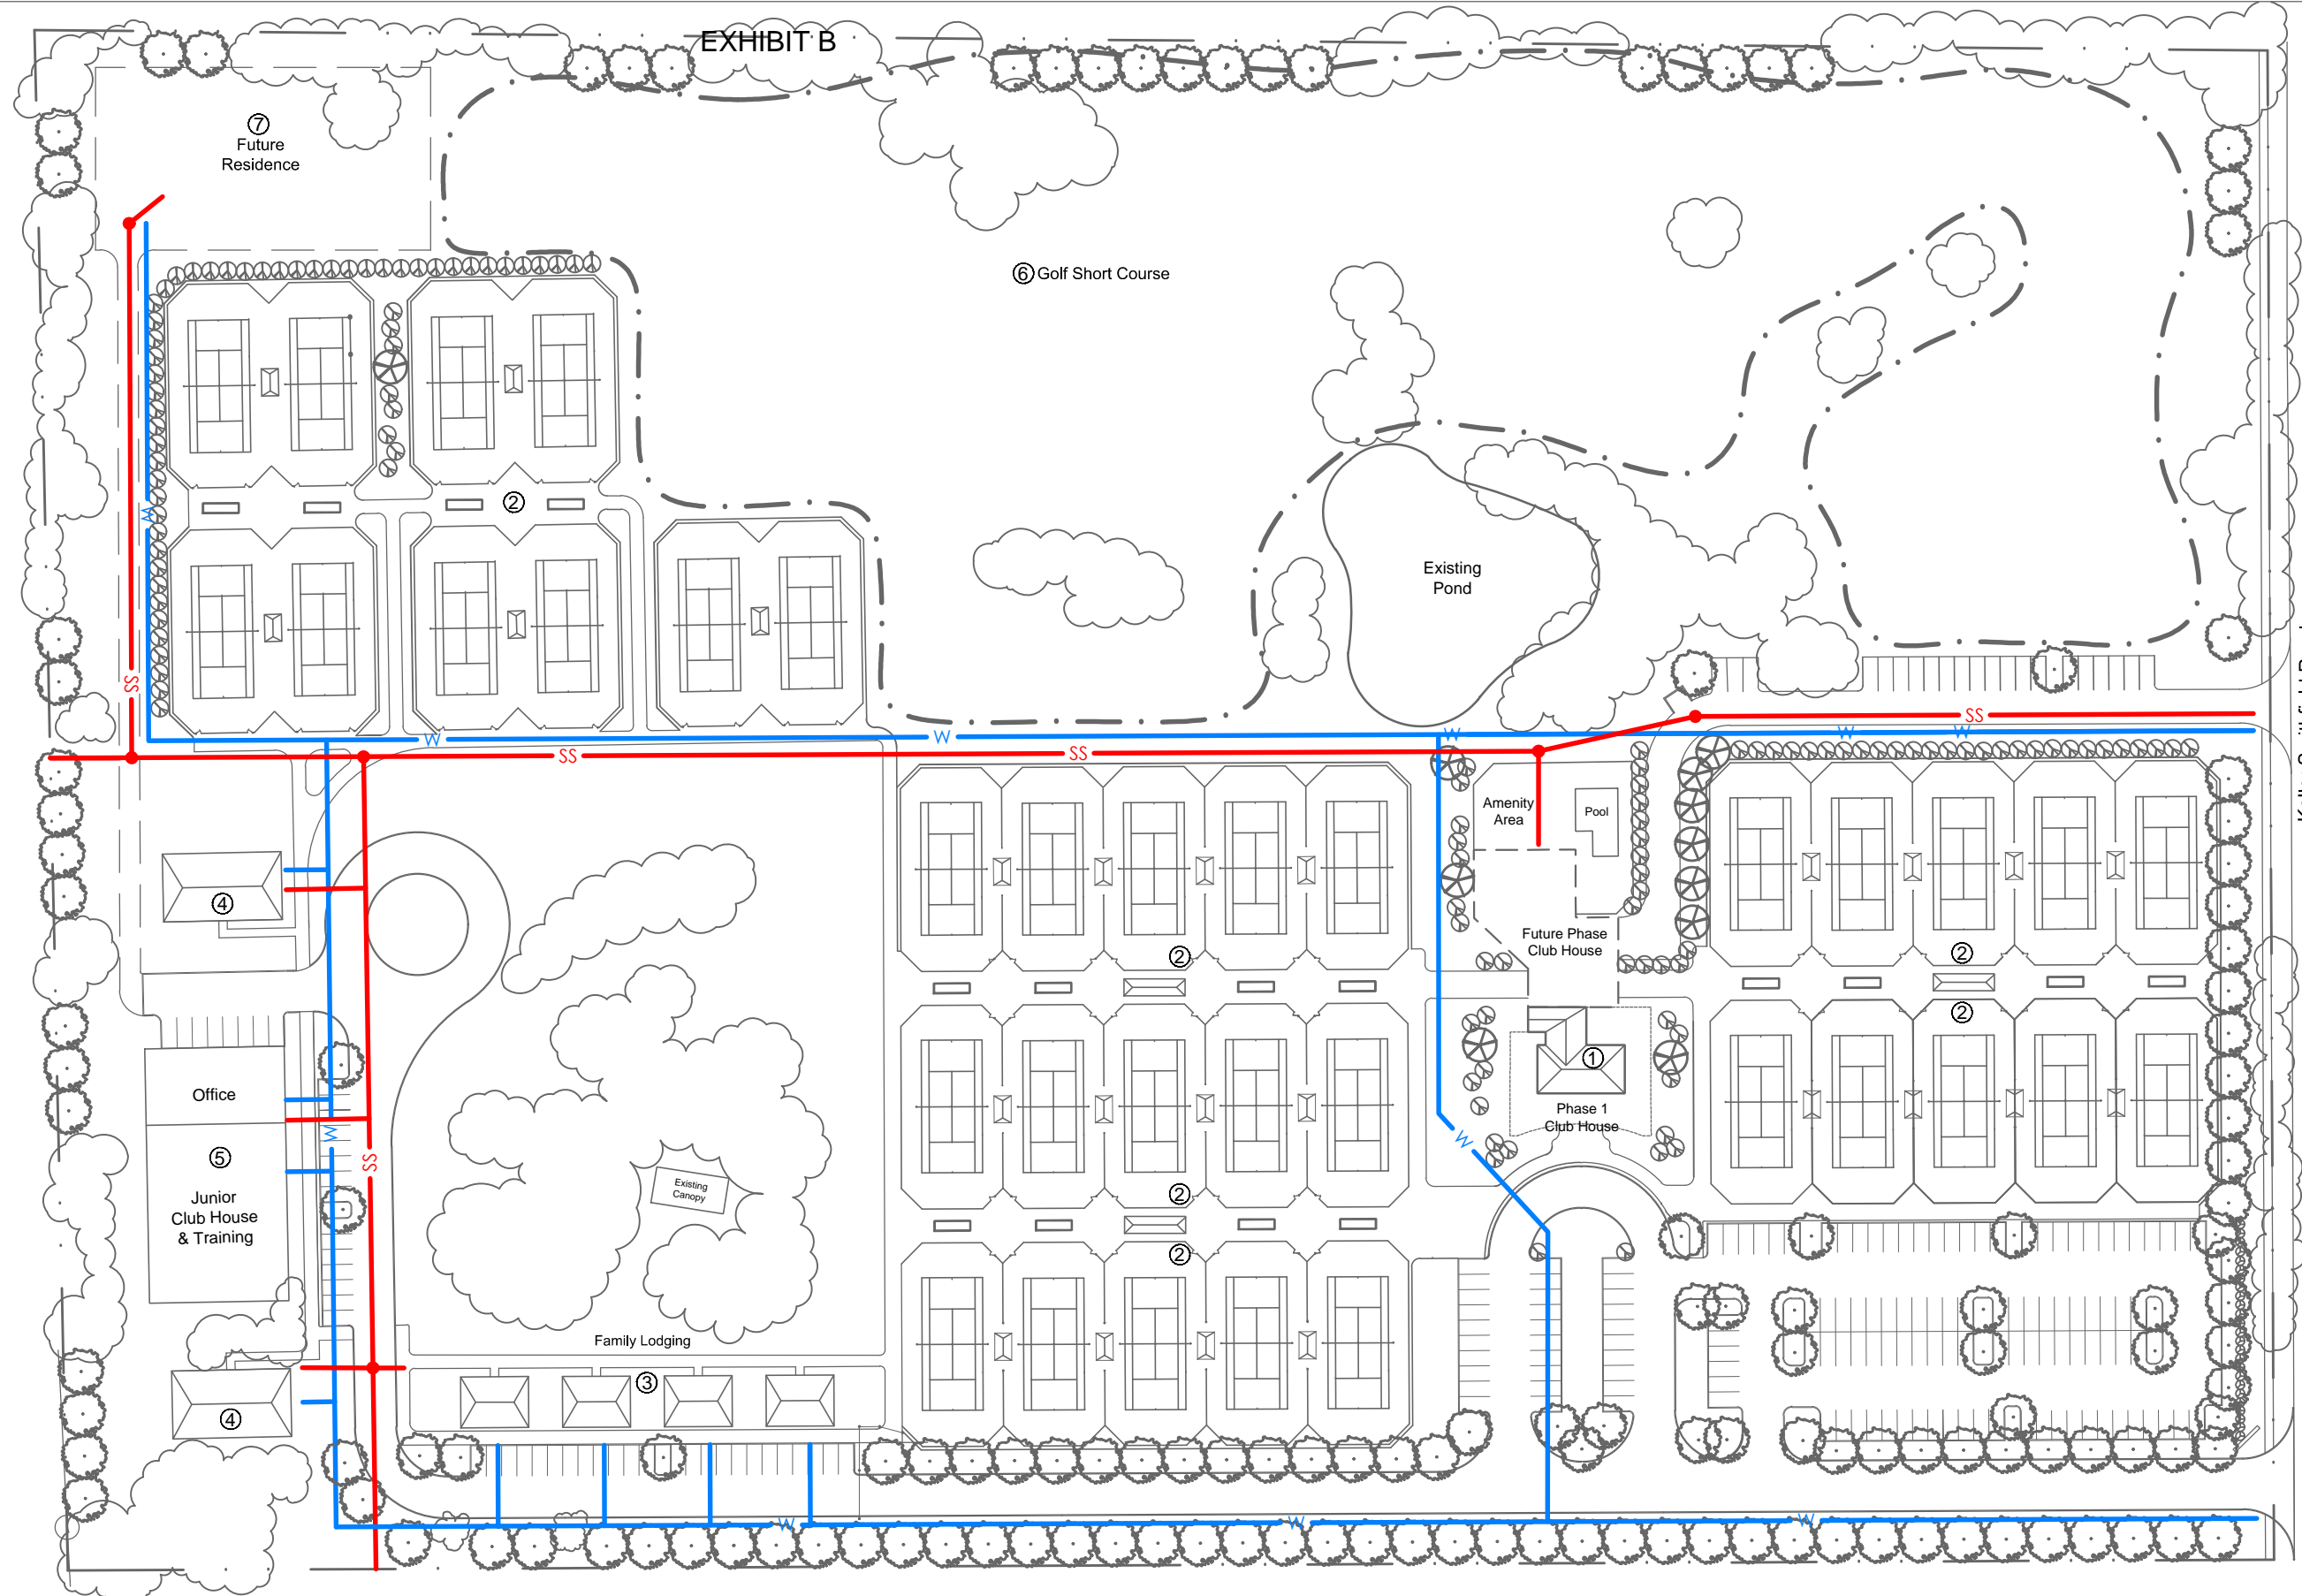 EXHIBIT B
⑦
Future
Residence
⑥ Golf Short Course
W
②
Existing
Pond
SS
SS
W
W
W
W
W
SS
SS
Amenity
Area
Pool
④
②
Future Phase
Club House
②
②
①
Office
Phase 1
Club House
W
W
⑤
SS
Junior
Club House
& Training
Existing
Canopy
②
②
Family Lodging
③
④
W
W
W